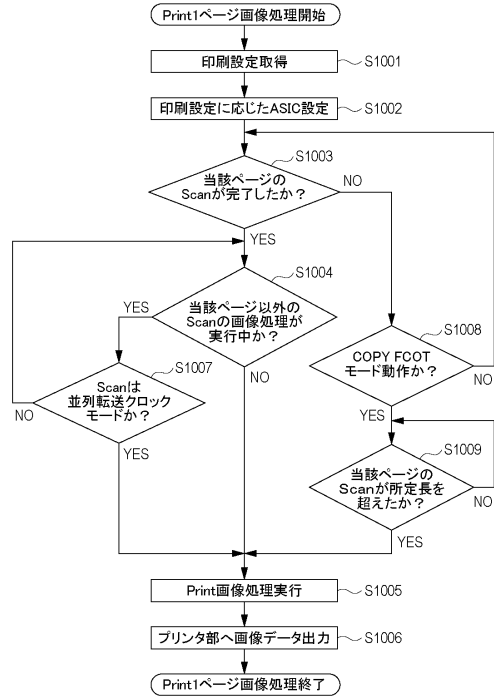 Print1ページ画像処理開始
印刷設定取得
S1001
印刷設定に応じたASIC設定
S1002
S1003
当該ページの
Scanが完了したか？
NO
YES
S1004
当該ページ以外の
Scanの画像処理が
実行中か？
YES
NO
S1007
Scanは
並列転送クロック
モードか？
NO
YES
S1008
COPY FCOT
モード動作か？
NO
YES
S1009
当該ページの
Scanが所定長を
超えたか？
NO
YES
Print画像処理実行
S1005
プリンタ部へ画像データ出力
S1006
Print1ページ画像処理終了